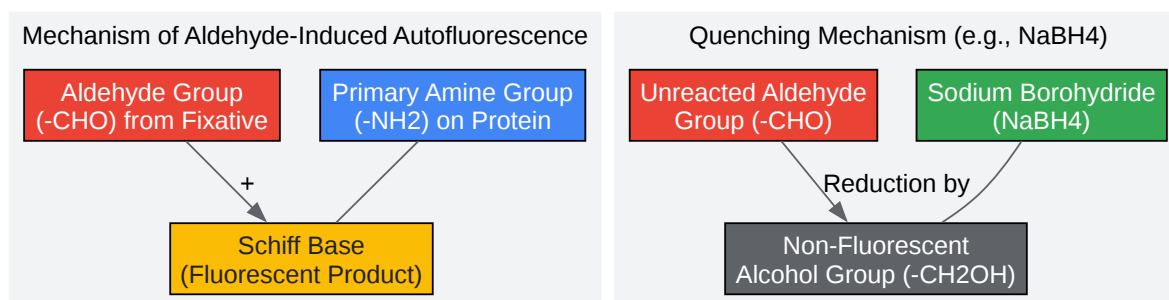 Mechanism of Aldehyde-Induced Autofluorescence
Aldehyde Group
(-CHO) from Fixative
Primary Amine Group
(-NH2) on Protein
+
Schiff Base
(Fluorescent Product)
Quenching Mechanism (e.g., NaBH4)
Unreacted Aldehyde
Group (-CHO)
Sodium Borohydride
(NaBH4)
Reduction by
Non-Fluorescent
Alcohol Group (-CH2OH)